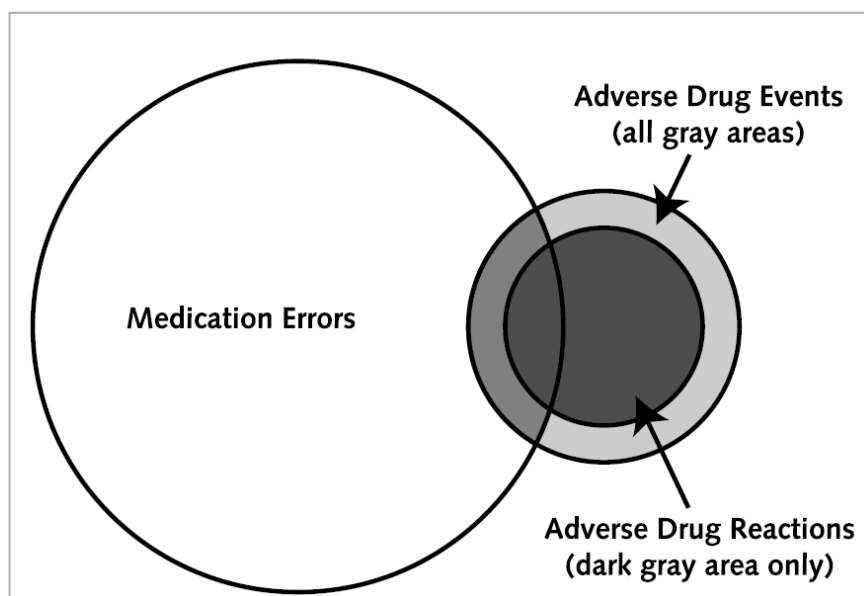 Adverse Drug Events
(all gray areas)
Medication Errors
Adverse Drug Reactions
(dark gray area only)